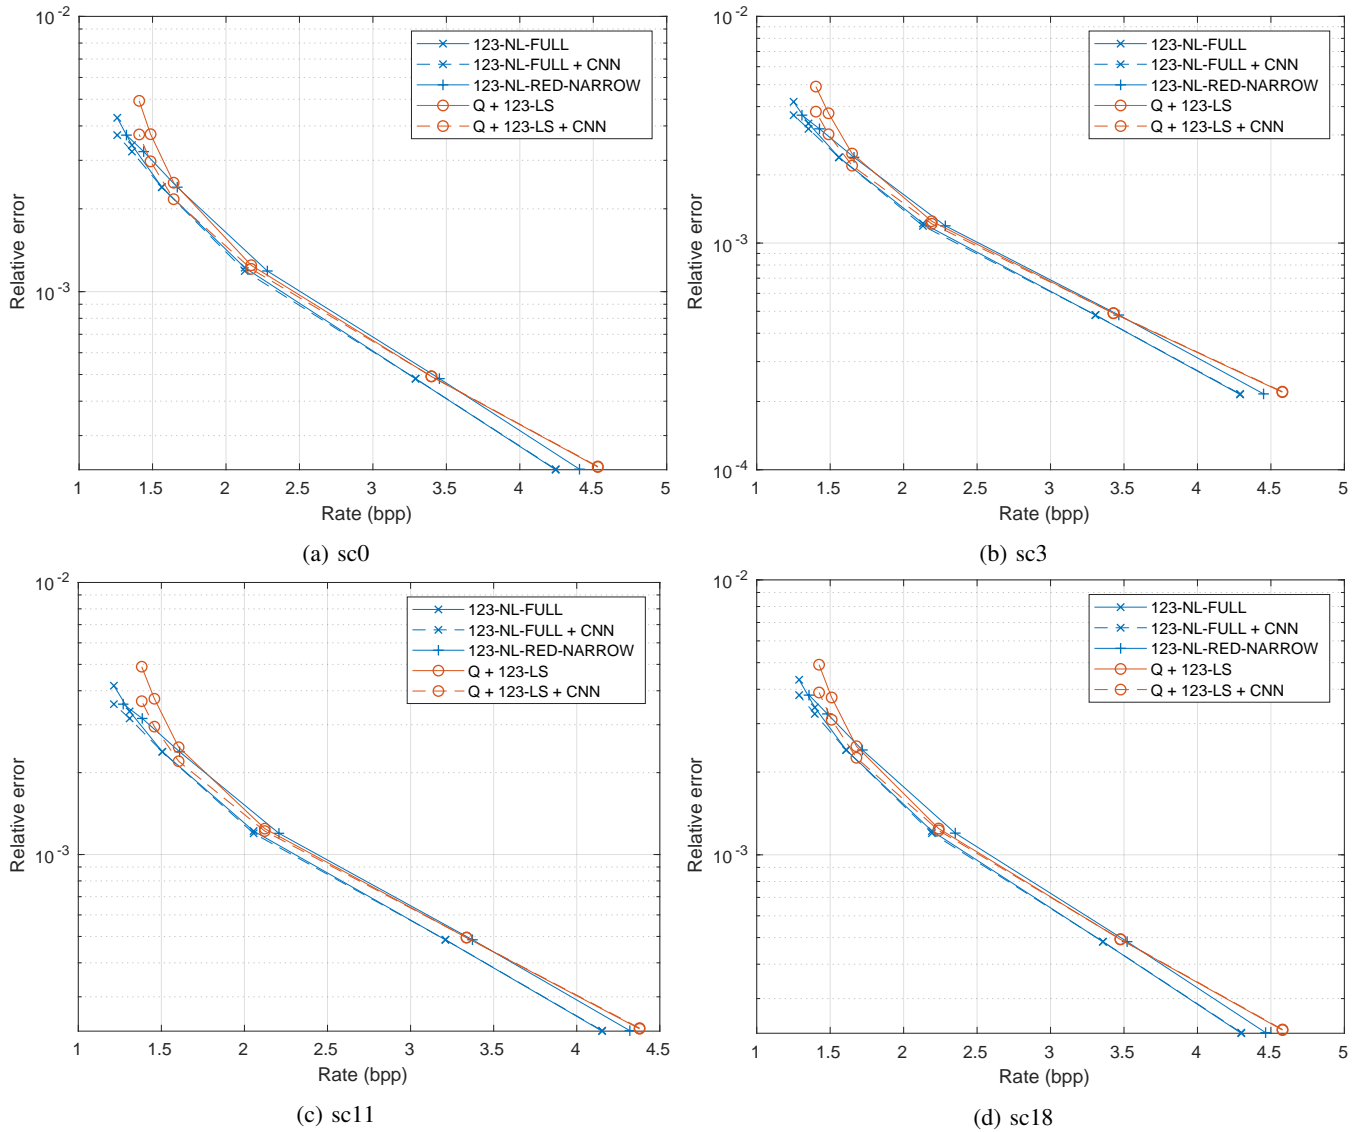 10-2
10-3
Relative error
1 1.5 2 2.5 3 3.5 4 4.5 5
Rate (bpp)
123-NL-FULL
123-NL-FULL + CNN
123-NL-RED-NARROW
Q + 123-LS
Q + 123-LS + CNN
(a) sc0
10-2
10-3
10-4
Relative error
1 1.5 2 2.5 3 3.5 4 4.5 5
Rate (bpp)
123-NL-FULL
123-NL-FULL + CNN
123-NL-RED-NARROW
Q + 123-LS
Q + 123-LS + CNN
(b) sc3
10-2
10-3
Relative error
1 1.5 2 2.5 3 3.5 4 4.5
Rate (bpp)
123-NL-FULL
123-NL-FULL + CNN
123-NL-RED-NARROW
Q + 123-LS
Q + 123-LS + CNN
(c) sc11
10-2
10-3
Relative error
1 1.5 2 2.5 3 3.5 4 4.5 5
Rate (bpp)
123-NL-FULL
123-NL-FULL + CNN
123-NL-RED-NARROW
Q + 123-LS
Q + 123-LS + CNN
(d) sc18